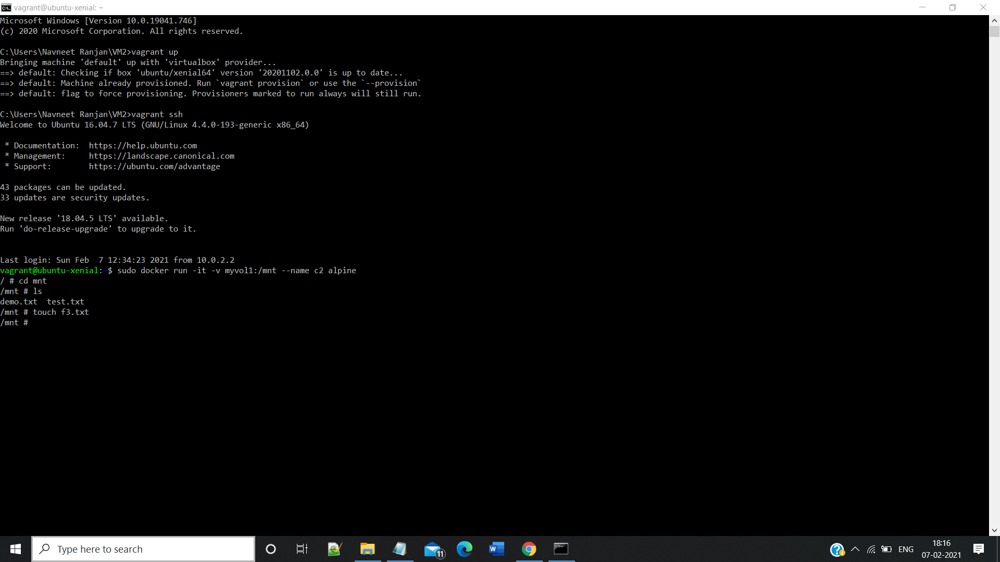 vagrant@ubuntu-xenial: ~
Microsoft Windows [Version 10.0.19041.746]
(c) 2020 Microsoft Corporation. All rights reserved.
C:\Users\Navneet Ranjan\VM2>vagrant up
Bringing machine 'default' up with 'virtualbox' provider...
==> default: Checking if box 'ubuntu/xenial64' version '20201102.0.0' is up to date...
==> default: Machine already provisioned. Run `vagrant provision` or use the `--provision`
==> default: flag to force provisioning. Provisioners marked to run always will still run.
C:\Users\Navneet Ranjan\VM2>vagrant ssh
Welcome to Ubuntu 16.04.7 LTS (GNU/Linux 4.4.0-193-generic x86_64)
* Documentation:  https://help.ubuntu.com
* Management:     https://landscape.canonical.com
* Support:        https://ubuntu.com/advantage
43 packages can be updated.
33 updates are security updates.
New release '18.04.5 LTS' available.
Run 'do-release-upgrade' to upgrade to it.
Last login: Sun Feb  7 12:34:23 2021 from 10.0.2.2
vagrant@ubuntu-xenial:~$ sudo docker run -it -v myvol1:/mnt --name c2 alpine
/ # cd mnt
/mnt # ls
demo.txt  test.txt
/mnt # touch f3.txt
/mnt #
Type here to search
11
ENG
18:16
07-02-2021